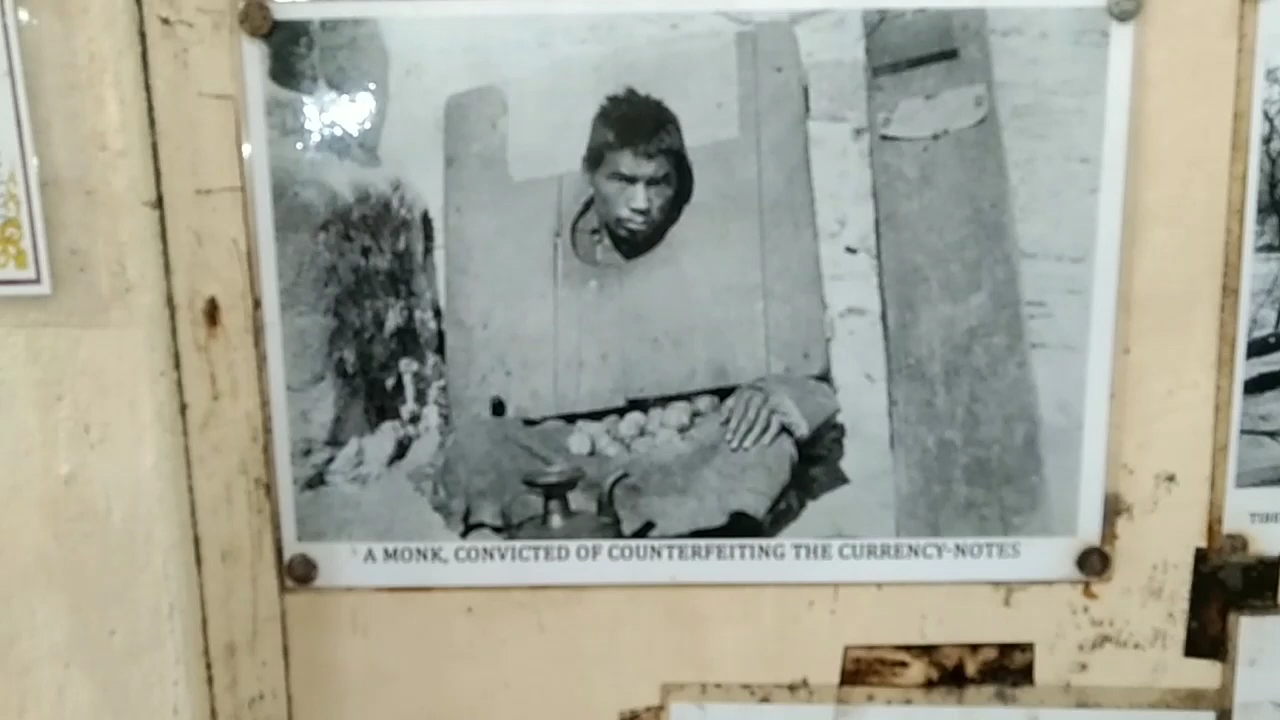 A MONK, CONVICTED OF COUNTERFEITING THE CURRENCY-NOTES